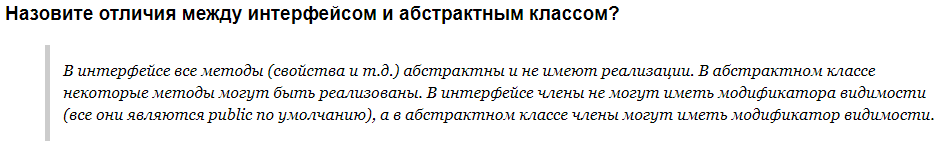 Назовите отличия между интерфейсом и абстрактным классом?
В интерфейсе все методы (свойства и т.д.) абстрактны и не имеют реализации. В абстрактном классе
некоторые методы могут быть реализованы. В интерфейсе члены не могут иметь модификатора видимости
(все они являются public по умолчанию), а в абстрактном классе члены могут иметь модификатор видимости.